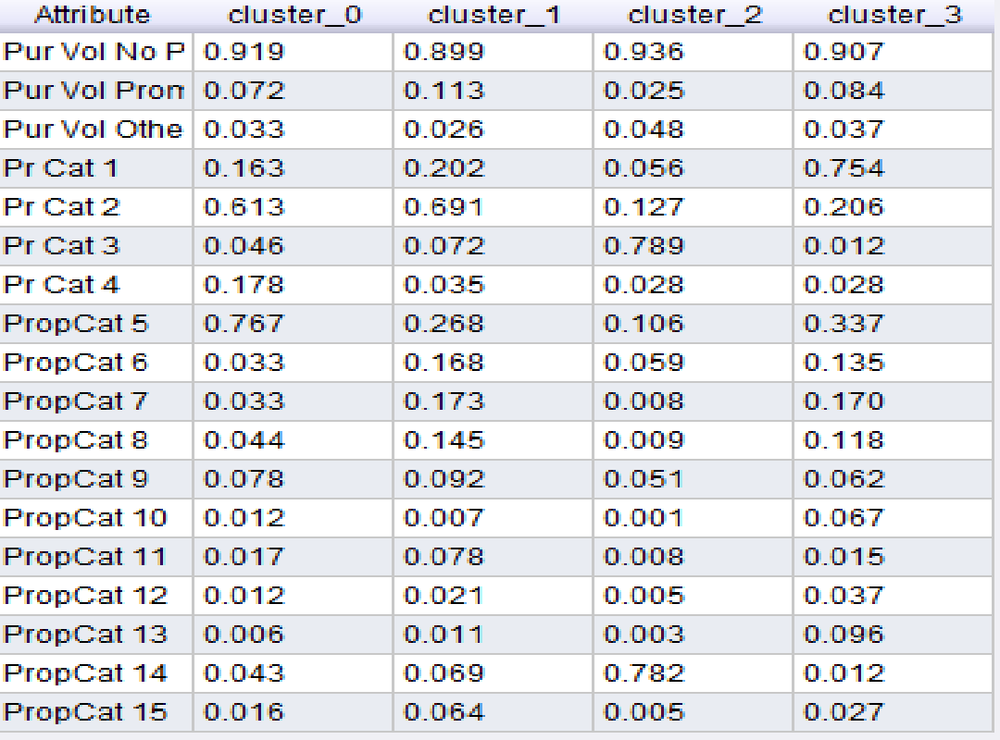 Attribute cluster_0 cluster_1 cluster_2 cluster_3
Pur Vol No P 0.919 0.899 0.936 0.907
Pur Vol Prom 0.072 0.113 0.025 0.084
Pur Vol Othe 0.033 0.026 0.048 0.037
Pr Cat 1 0.163 0.202 0.056 0.754
Pr Cat 2 0.613 0.691 0.127 0.206
Pr Cat 3 0.046 0.072 0.789 0.012
Pr Cat 4 0.178 0.035 0.028 0.028
PropCat 5 0.767 0.268 0.106 0.337
PropCat 6 0.033 0.168 0.059 0.135
PropCat 7 0.033 0.173 0.008 0.170
PropCat 8 0.044 0.145 0.009 0.118
PropCat 9 0.078 0.092 0.051 0.062
PropCat 10 0.012 0.007 0.001 0.067
PropCat 11 0.017 0.078 0.008 0.015
PropCat 12 0.012 0.021 0.005 0.037
PropCat 13 0.006 0.011 0.003 0.096
PropCat 14 0.043 0.069 0.782 0.012
PropCat 15 0.016 0.064 0.005 0.027